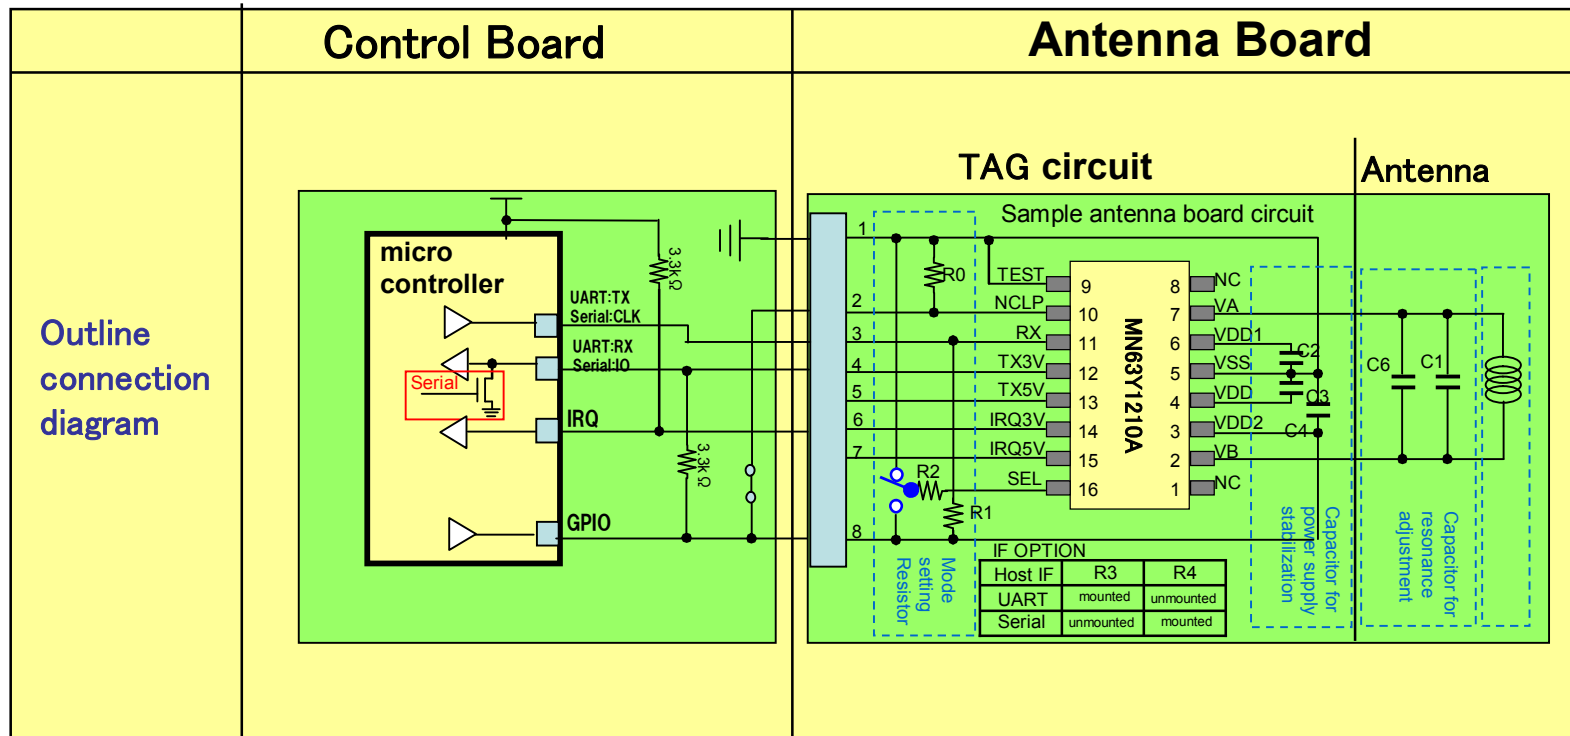 Control Board
Antenna Board
Outline
connection
diagram
TAG circuit
Antenna
Sample antenna board circuit
micro
controller
UART:TX
Serial:CLK
UART:RX
Serial:IO
Serial
IRQ
GPIO
3.3kΩ
3.3kΩ
1
2
3
4
5
6
7
8
R0
R2
R1
TEST
NCLP
RX
TX3V
TX5V
IRQ3V
IRQ5V
SEL
9
10
11
12
13
14
15
16
MN63Y1210A
8
7
6
5
4
3
2
1
NC
VA
VDD1
VSS
VDD
VDD2
VB
NC
C2
C3
C4
C6
C1
Mode
setting
Resistor
IF OPTION
Host IF R3 R4
UART mounted unmounted
Serial unmounted mounted
Capacitor for
power supply
stabilization
Capacitor for
resonance
adjustment